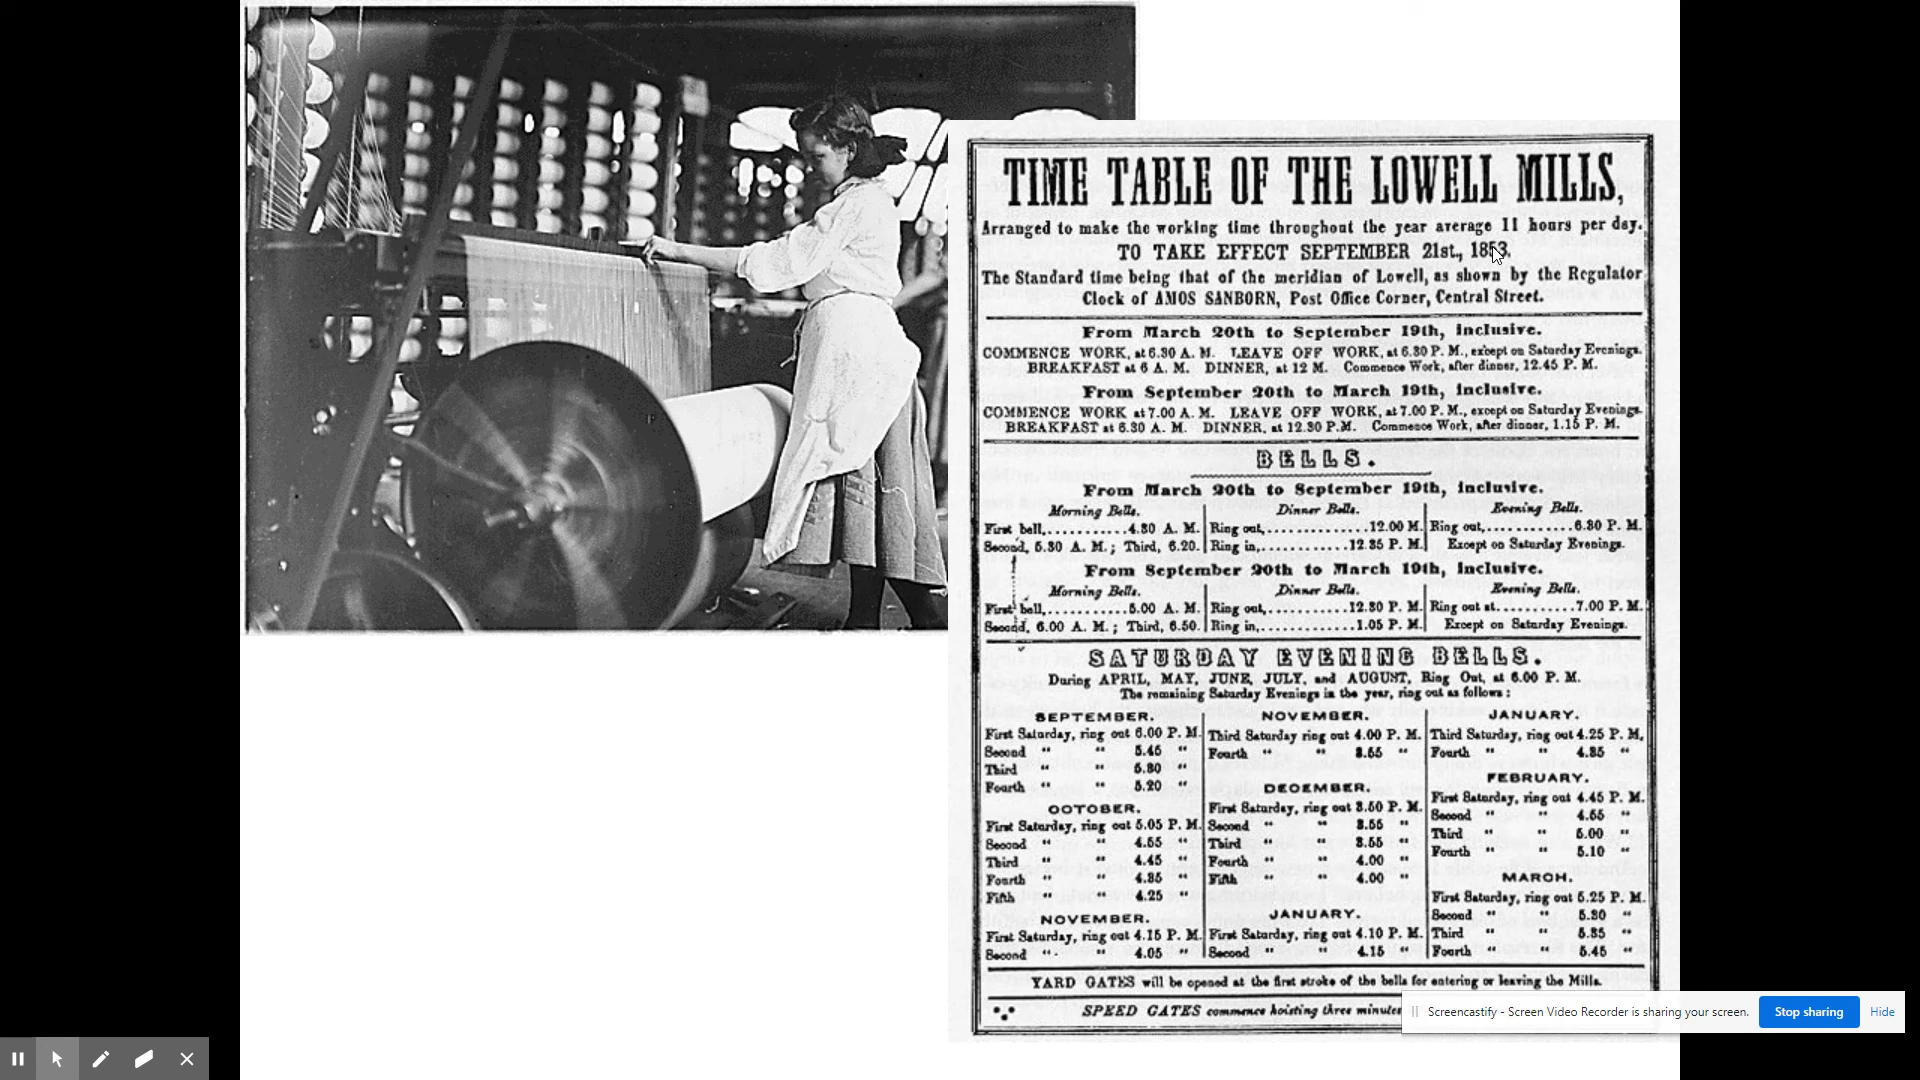 TIME TABLE OF THE LOWELL MILLS,
Arranged to make the working time throughout the year average 11 hours per day.
TO TAKE EFFECT SEPTEMBER 21st., 1853.
The Standard time being that of the meridian of Lowell, as shown by the Regulator
Clock of AMOS SANBORN, Post Office Corner, Central Street.
From March 20th to September 19th, inclusive.
COMMENCE WORK, at 6.30 A. M. LEAVE OFF WORK, at 6.30 P. M., except on Saturday Evenings.
BREAKFAST at 6 A. M. DINNER, at 12 M. Commence Work, after dinner, 12.45 P. M.
From September 20th to March 19th, inclusive.
COMMENCE WORK at 7.00 A. M. LEAVE OFF WORK, at 7.00 P. M., except on Saturday Evenings.
BREAKFAST at 6.30 A. M. DINNER, at 12.30 P.M. Commence Work, after dinner, 1.15 P. M.
BELLS.
From March 20th to September 19th, inclusive.
Morning Bells. Dinner Bells. Evening Bells.
First bell,..........4.30 A. M. Ring out,..............12.00 M. Ring out,............6.30 P. M.
Second, 5.30 A. M.; Third, 6.20. Ring in,............12.35 P. M. Except on Saturday Evenings.
From September 20th to March 19th, inclusive.
Morning Bells. Dinner Bells. Evening Bells.
First bell,..........5.00 A. M. Ring out,............12.30 P. M. Ring out at..........7.00 P. M.
Second, 6.00 A. M.; Third, 6.50. Ring in,..............1.05 P. M. Except on Saturday Evenings.
SATURDAY EVENING BELLS.
During APRIL, MAY, JUNE, JULY, and AUGUST, Ring Out, at 6.00 P. M.
The remaining Saturday Evenings in the year, ring out as follows:
SEPTEMBER.
First Saturday, ring out 6.00 P. M.
Second “ “ 5.45 “
Third “ “ 5.30 “
Fourth “ “ 5.20 “
OCTOBER.
First Saturday, ring out 5.05 P. M.
Second “ “ 4.55 “
Third “ “ 4.45 “
Fourth “ “ 4.35 “
Fifth “ “ 4.25 “
NOVEMBER.
First Saturday, ring out 4.15 P. M.
Second “ “ 4.05 “
NOVEMBER.
Third Saturday ring out 4.00 P. M.
Fourth “ “ 3.55 “
DECEMBER.
First Saturday, ring out 3.50 P. M.
Second “ “ 3.55 “
Third “ “ 3.55 “
Fourth “ “ 4.00 “
Fifth “ “ 4.00 “
JANUARY.
First Saturday, ring out 4.10 P. M.
Second “ “ 4.15 “
JANUARY.
Third Saturday, ring out 4.25 P. M.
Fourth “ “ 4.35 “
FEBRUARY.
First Saturday, ring out 4.45 P. M.
Second “ “ 4.55 “
Third “ “ 5.00 “
Fourth “ “ 5.10 “
MARCH.
First Saturday, ring out 5.25 P. M.
Second “ “ 5.30 “
Third “ “ 5.35 “
Fourth “ “ 5.45 “
YARD GATES will be opened at the first stroke of the bells for entering or leaving the Mills.
SPEED GATES commence hoisting three minutes
Screencastify - Screen Video Recorder is sharing your screen. Stop sharing Hide